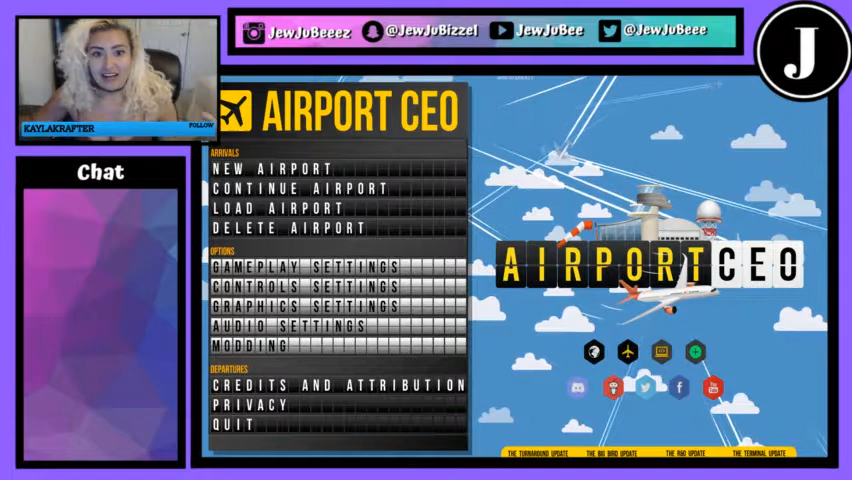 JewJuBeeez
@JewJuBizzel
JewJuBee
@JewJuBeee
J
KAYLAKRAFTER
FOLLOW
Chat
AIRPORT CEO
ARRIVALS
NEW AIRPORT
CONTINUE AIRPORT
LOAD AIRPORT
DELETE AIRPORT
OPTIONS
GAMEPLAY SETTINGS
CONTROLS SETTINGS
GRAPHICS SETTINGS
AUDIO SETTINGS
MODDING
DEPARTURES
CREDITS AND ATTRIBUTION
PRIVACY
QUIT
AIRPORTCEO
THE TURNAROUND UPDATE
THE BIG BIRD UPDATE
THE R&D UPDATE
THE TERMINAL UPDATE